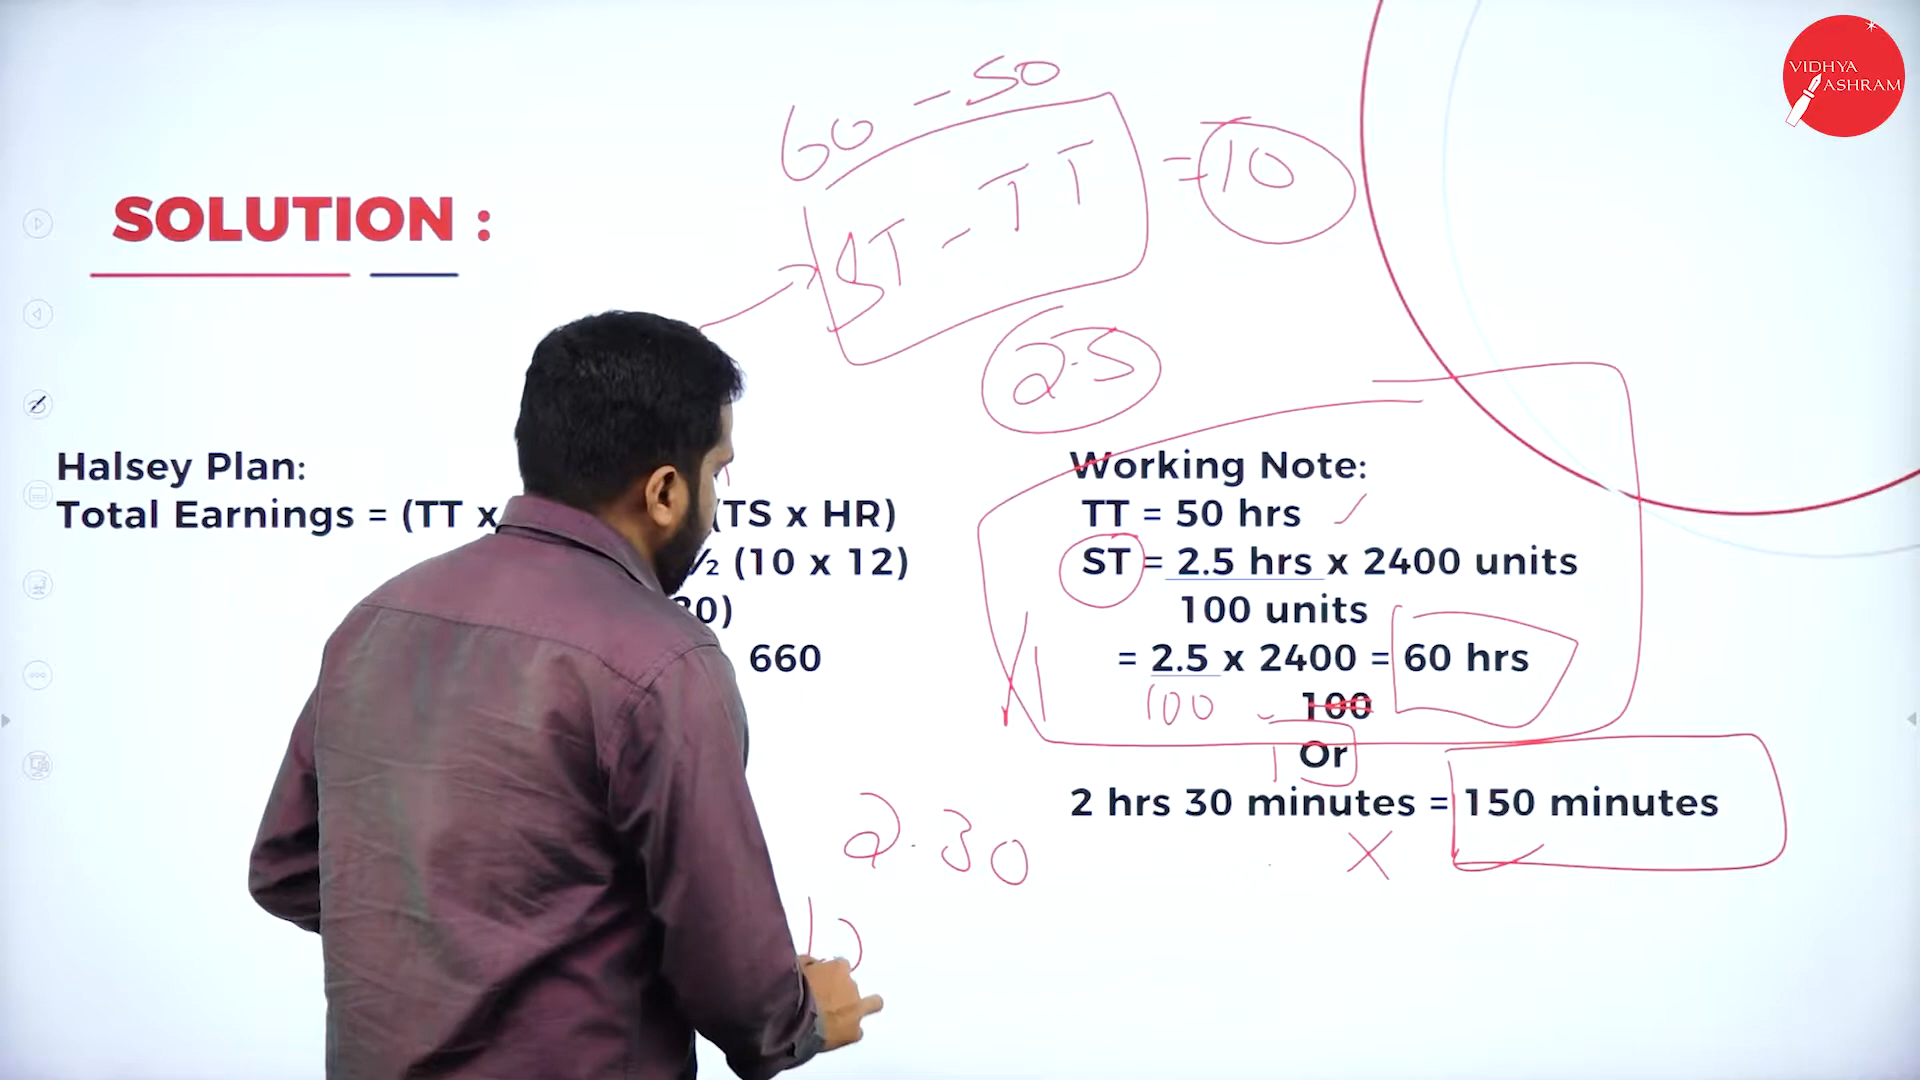 VIDHYA
ASHRAM
60 - 50
ST - TT = 10
SOLUTION :
2.5
Halsey Plan:
Total Earnings = (TT x (TS x HR)
½ (10 x 12)
0)
660
Working Note:
TT = 50 hrs
ST = 2.5 hrs x 2400 units
100 units
= 2.5 x 2400 = 60 hrs
100 100
Or
2 hrs 30 minutes = 150 minutes
2.30 x